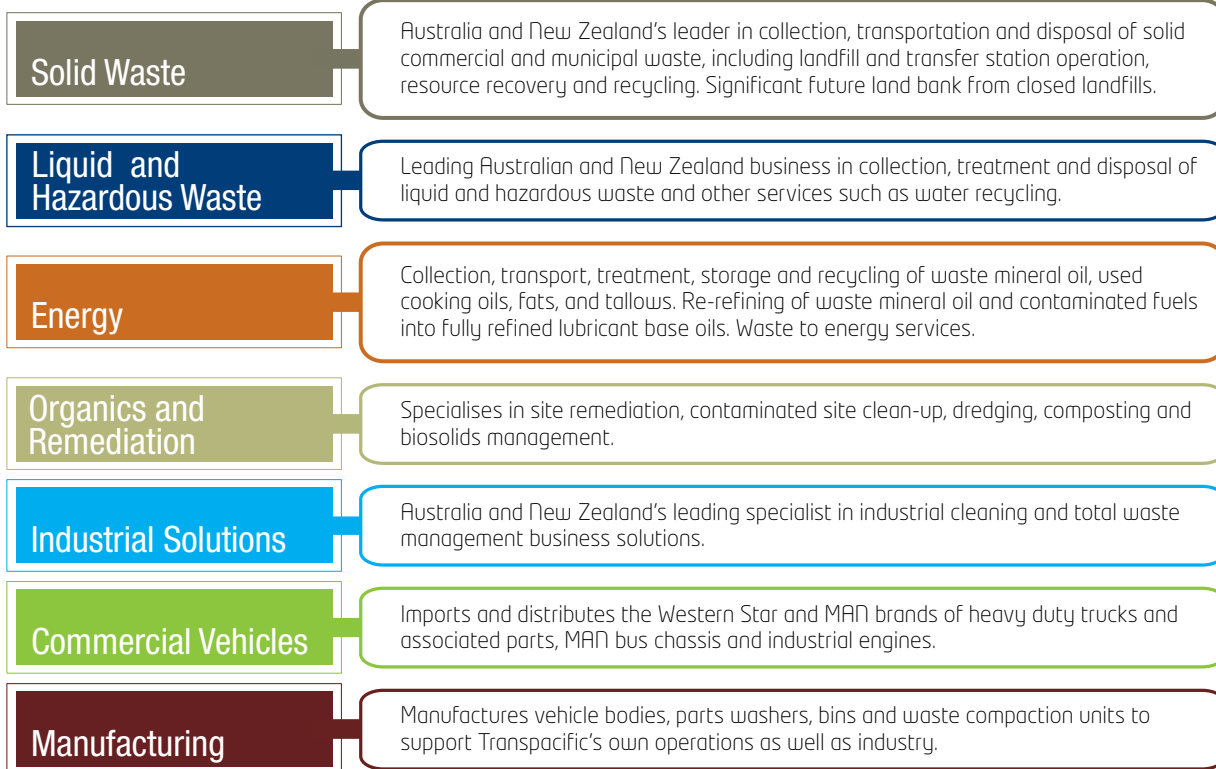 Solid Waste
Australia and New Zealand's leader in collection, transportation and disposal of solid
commercial and municipal waste, including landfill and transfer station operation,
resource recovery and recycling. Significant future land bank from closed landfills.
Liquid and
Hazardous Waste
Leading Australian and New Zealand business in collection, treatment and disposal of
liquid and hazardous waste and other services such as water recycling.
Energy
Collection, transport, treatment, storage and recycling of waste mineral oil, used
cooking oils, fats, and tallows. Re-refining of waste mineral oil and contaminated fuels
into fully refined lubricant base oils. Waste to energy services.
Organics and
Remediation
Specialises in site remediation, contaminated site clean-up, dredging, composting and
biosolids management.
Industrial Solutions
Australia and New Zealand's leading specialist in industrial cleaning and total waste
management business solutions.
Commercial Vehicles
Imports and distributes the Western Star and MAN brands of heavy duty trucks and
associated parts, MAN bus chassis and industrial engines.
Manufacturing
Manufactures vehicle bodies, parts washers, bins and waste compaction units to
support Transpacific's own operations as well as industry.